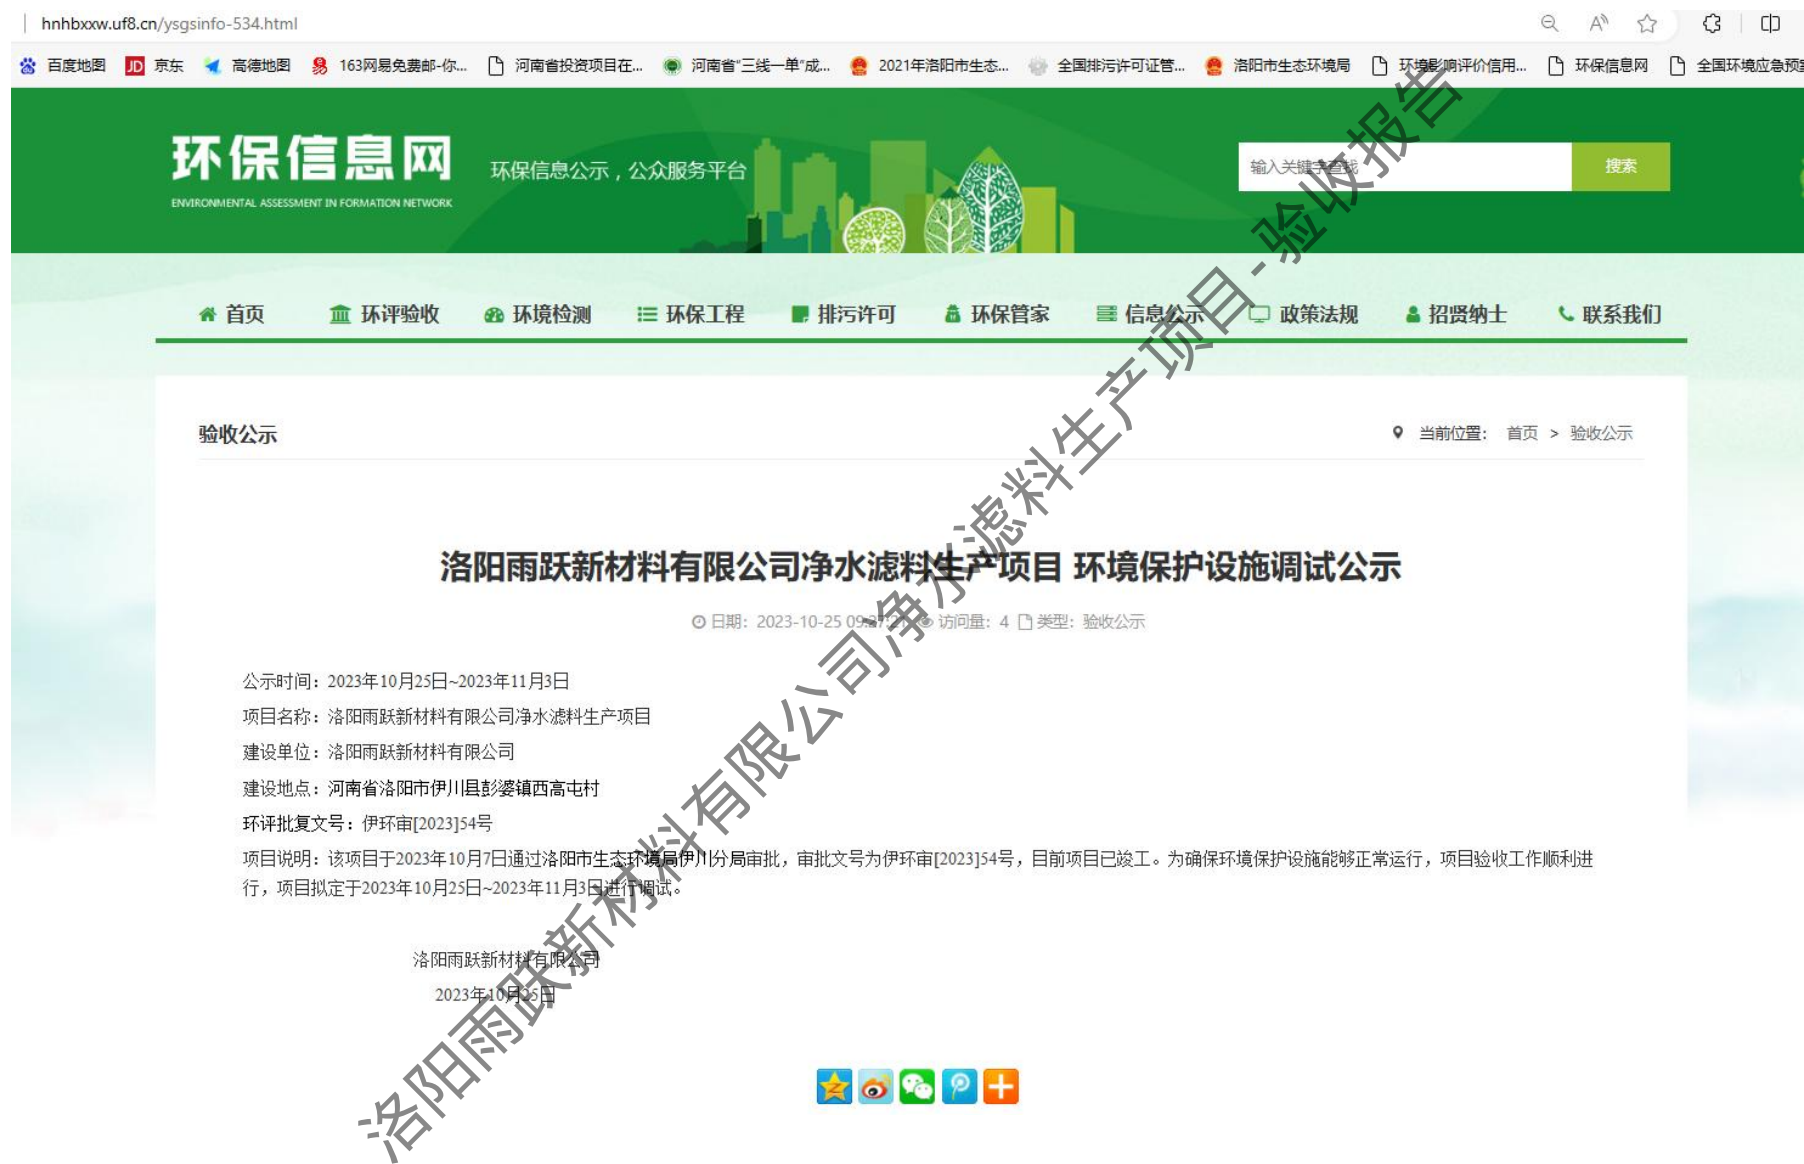 hnhbxxw.uf8.cn/ysgsinfo-534.html
百度地图 京东 高德地图 163网易免费邮-你... 河南省投资项目在... 河南省“三线一单”成... 2021年洛阳市生态... 全国排污许可证管... 洛阳市生态环境局 环境影响评价信用... 环保信息网 全国环境应急预案
环保信息网
ENVIRONMENTAL ASSESSMENT IN FORMATION NETWORK
环保信息公示，公众服务平台
输入关键字查找 搜索
首页 环评验收 环境检测 环保工程 排污许可 环保管家 信息公示 政策法规 招贤纳士 联系我们
验收公示
当前位置： 首页 > 验收公示
洛阳雨跃新材料有限公司净水滤料生产项目 环境保护设施调试公示
日期：2023-10-25 09:27:21 访问量：4 类型：验收公示
公示时间：2023年10月25日~2023年11月3日
项目名称：洛阳雨跃新材料有限公司净水滤料生产项目
建设单位：洛阳雨跃新材料有限公司
建设地点：河南省洛阳市伊川县彭婆镇西高屯村
环评批复文号：伊环审[2023]54号
项目说明：该项目于2023年10月7日通过洛阳市生态环境局伊川分局审批，审批文号为伊环审[2023]54号，目前项目已竣工。为确保环境保护设施能够正常运行，项目验收工作顺利进
行，项目拟定于2023年10月25日~2023年11月3日进行调试。
洛阳雨跃新材料有限公司
2023年10月25日
洛阳雨跃新材料有限公司净水滤料生产项目-验收报告